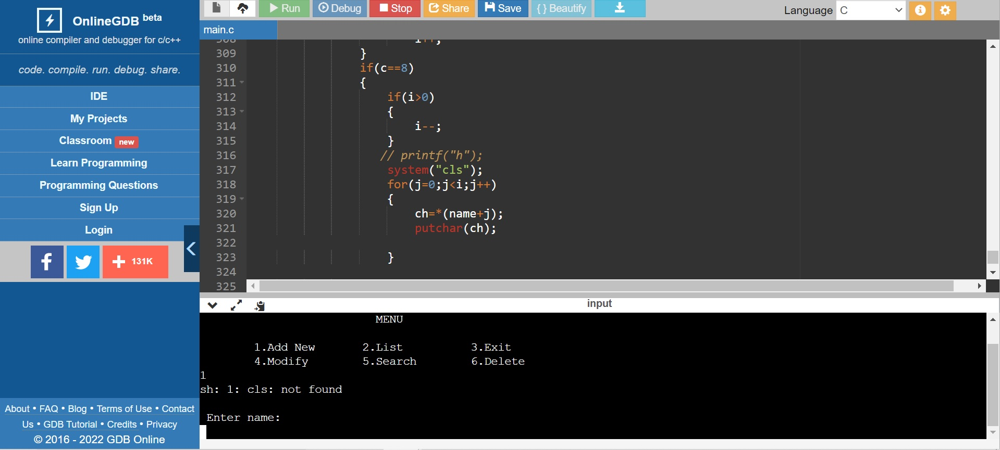 OnlineGDB beta
online compiler and debugger for c/c++
code. compile. run. debug. share.
IDE
My Projects
Classroom new
Learn Programming
Programming Questions
Sign Up
Login
f
131K
About • FAQ • Blog • Terms of Use • Contact
Us • GDB Tutorial • Credits • Privacy
© 2016 - 2022 GDB Online
Run Debug Stop Share Save {} Beautify Language C
main.c
308 i++;
309 }
310 if(c==8)
311 {
312 if(i>0)
313 {
314 i--;
315 }
316 // printf("h");
317 system("cls");
318 for(j=0;j<i;j++)
319 {
320 ch=*(name+j);
321 putchar(ch);
322
323 }
324
325
input
MENU
1.Add New 2.List 3.Exit
4.Modify 5.Search 6.Delete
1
sh: 1: cls: not found
Enter name: